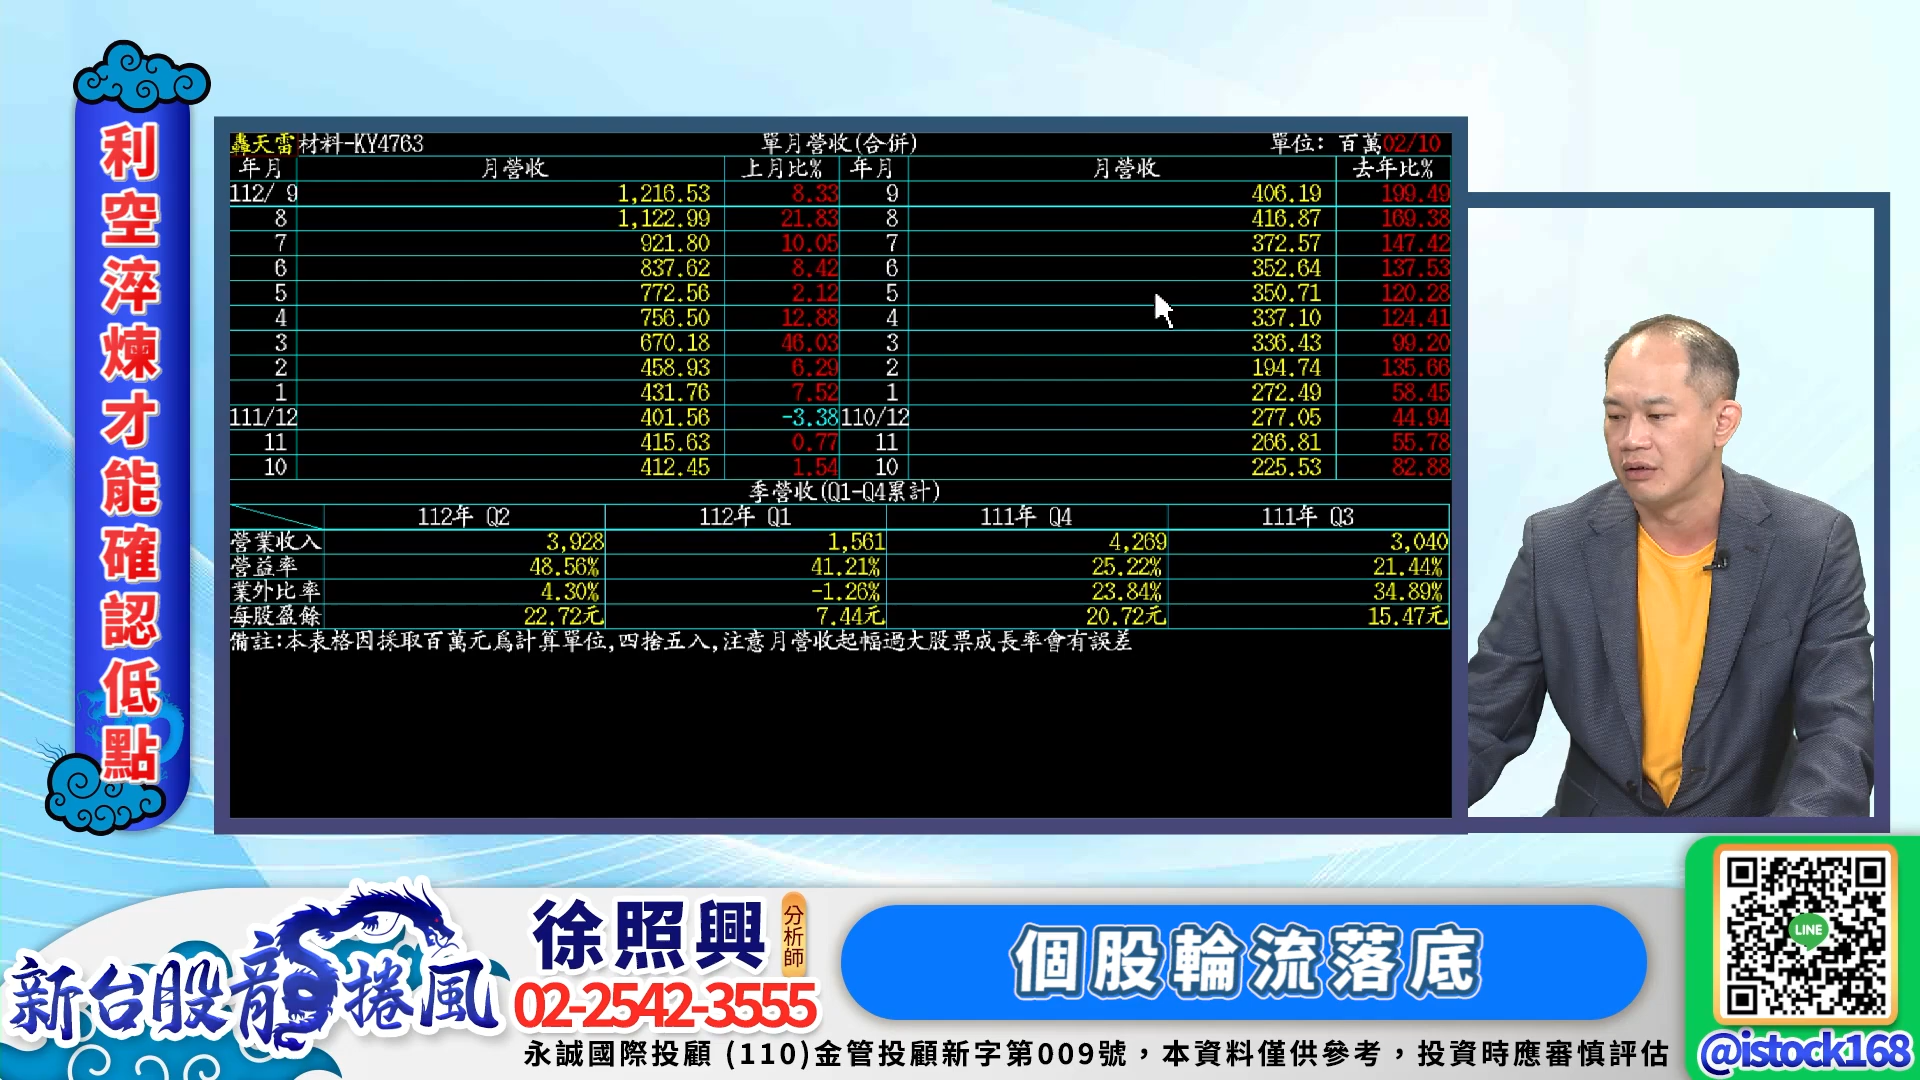 利空淬煉才能確認低點
轟天雷材料-KY4763 單月營收(合併) 單位: 百萬02/10
年月 月營收 上月比% 年月 月營收 去年比%
112/ 9 1,216.53 8.33 9 406.19 199.49
8 1,122.99 21.83 8 416.87 169.38
7 921.80 10.05 7 372.57 147.42
6 837.62 8.42 6 352.64 137.53
5 772.56 2.12 5 350.71 120.28
4 756.50 12.88 4 337.10 124.41
3 670.18 46.03 3 336.43 99.20
2 458.93 6.29 2 194.74 135.66
1 431.76 7.52 1 272.49 58.45
111/12 401.56 -3.38 110/12 277.05 44.94
11 415.63 0.77 11 266.81 55.78
10 412.45 1.54 10 225.53 82.88
季營收(Q1-Q4累計)
112年 Q2 112年 Q1 111年 Q4 111年 Q3
營業收入 3,928 1,561 4,269 3,040
營益率 48.56% 41.21% 25.22% 21.44%
業外比率 4.30% -1.26% 23.84% 34.89%
每股盈餘 22.72元 7.44元 20.72元 15.47元
備註:本表格因採取百萬元為計算單位,四捨五入,注意月營收起幅過大股票成長率會有誤差
新台股龍捲風
徐照興 分析師
02-2542-3555
個股輪流落底
LINE
@istock168
永誠國際投顧 (110)金管投顧新字第009號，本資料僅供參考，投資時應審慎評估